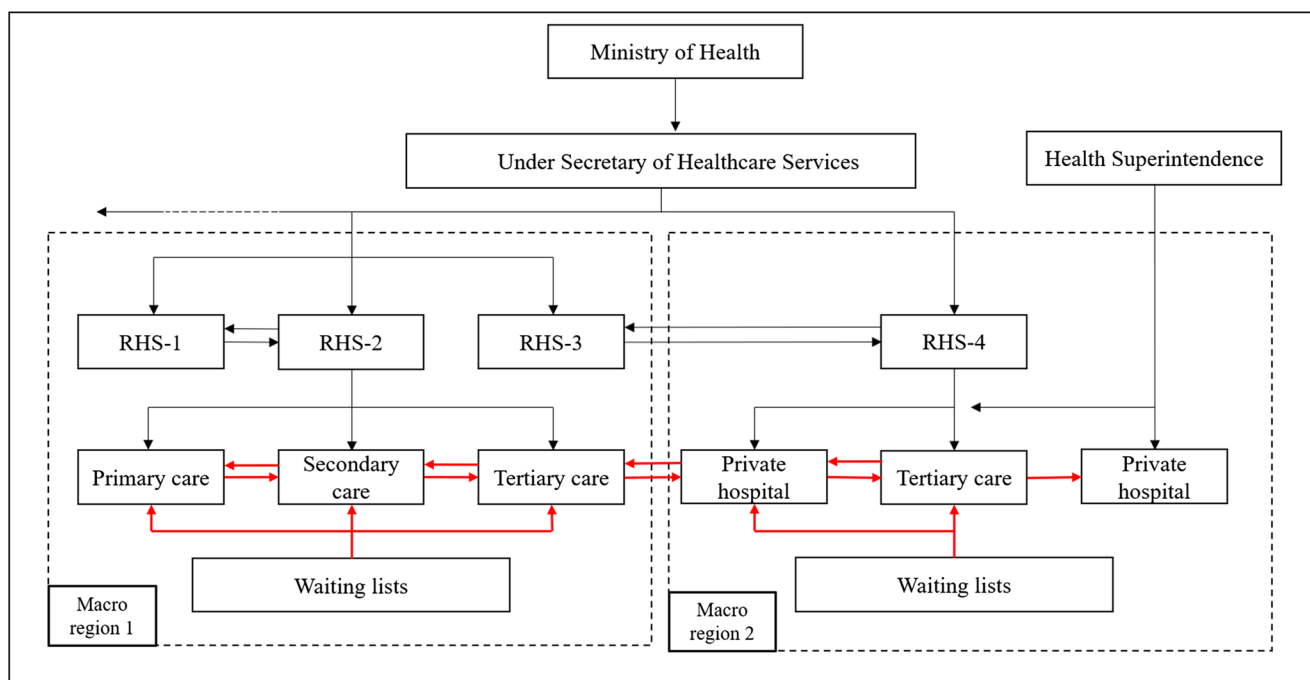 Ministry of Health
Under Secretary of Healthcare Services
Health Superintendence
RHS-1
RHS-2
RHS-3
RHS-4
Primary care
Secondary
care
Tertiary care
Private
hospital
Tertiary care
Private
hospital
Waiting lists
Waiting lists
Macro
region 1
Macro
region 2